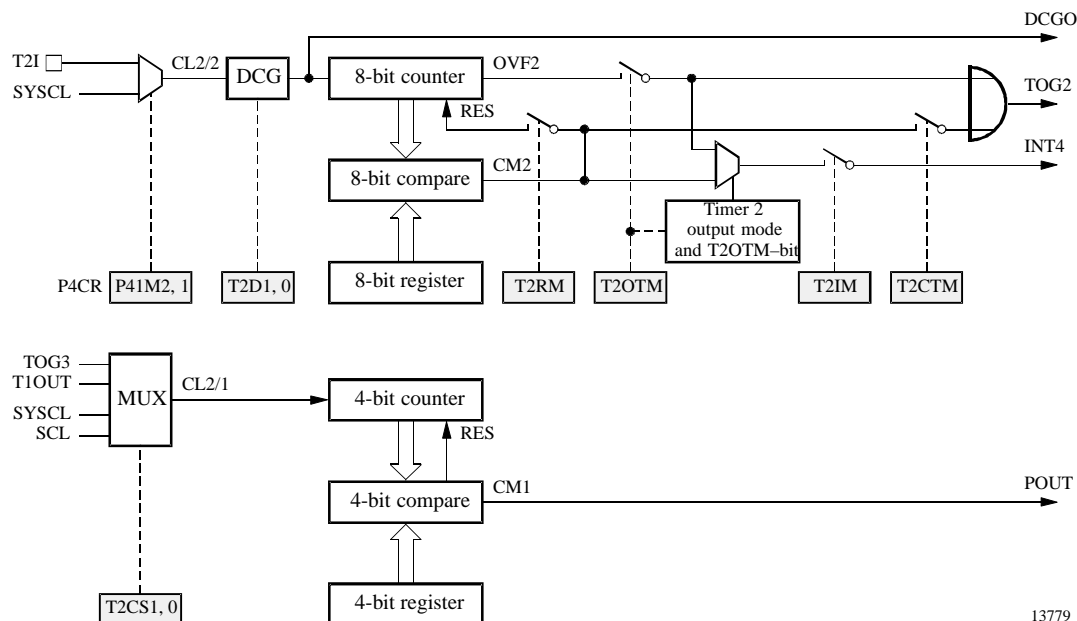 DCGO
T2I
CL2/2
DCG
8-bit counter
OVF2
SYSCL
TOG2
RES
INT4
8-bit compare
CM2
Timer 2
output mode
and T2OTM–bit
P4CR
P41M2, 1
T2D1, 0
8-bit register
T2RM
T2OTM
T2IM
T2CTM
TOG3
T1OUT
SYSCL
SCL
MUX
CL2/1
4-bit counter
RES
4-bit compare
CM1
POUT
T2CS1, 0
4-bit register
13779